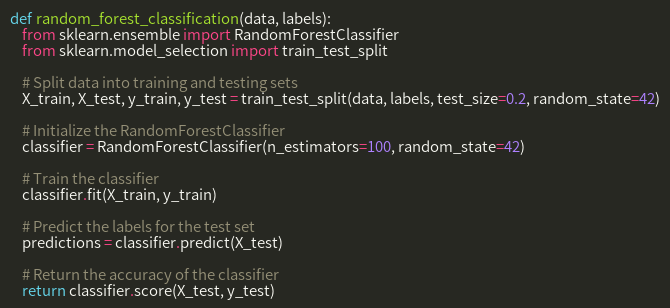 def random_forest_classification(data, labels):
    from sklearn.ensemble import RandomForestClassifier
    from sklearn.model_selection import train_test_split

    # Split data into training and testing sets
    X_train, X_test, y_train, y_test = train_test_split(data, labels, test_size=0.2, random_state=42)

    # Initialize the RandomForestClassifier
    classifier = RandomForestClassifier(n_estimators=100, random_state=42)

    # Train the classifier
    classifier.fit(X_train, y_train)

    # Predict the labels for the test set
    predictions = classifier.predict(X_test)

    # Return the accuracy of the classifier
    return classifier.score(X_test, y_test)